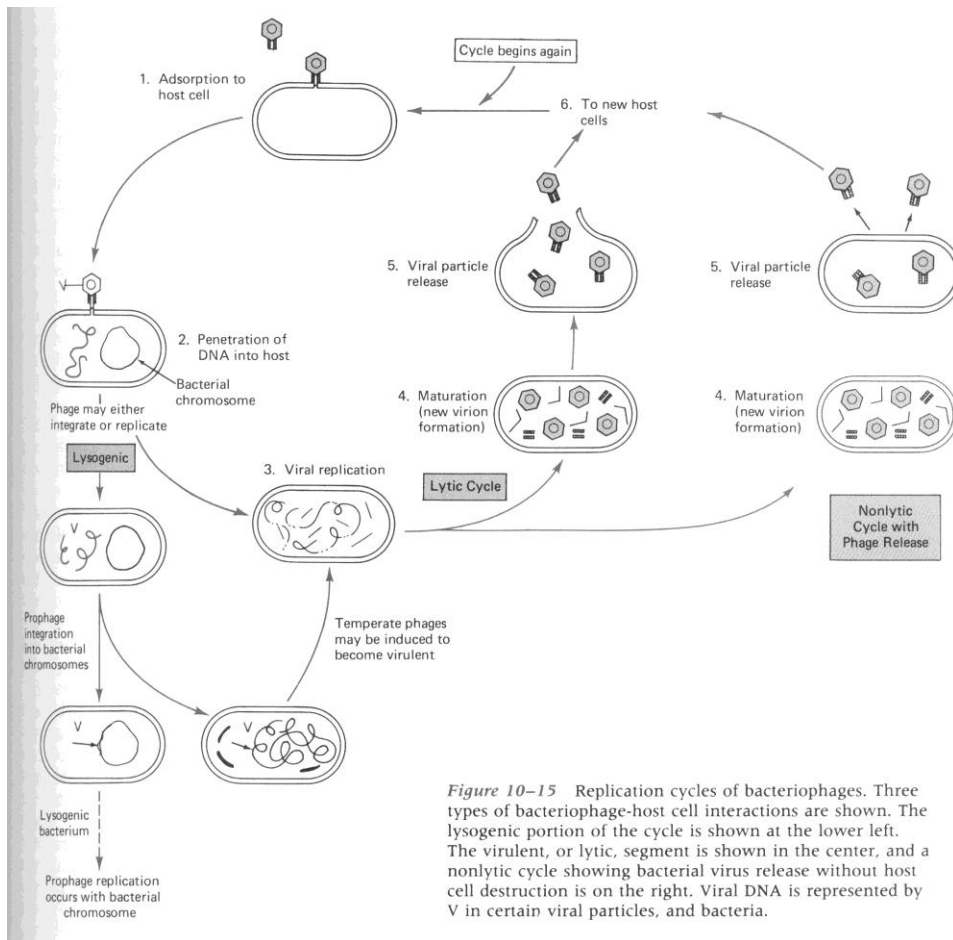 Cycle begins again
1. Adsorption to
host cell
6. To new host
cells
5. Viral particle
release
5. Viral particle
release
V
2. Penetration of
DNA into host
Bacterial
chromosome
Phage may either
integrate or replicate
4. Maturation
(new virion
formation)
4. Maturation
(new virion
formation)
Lysogenic
3. Viral replication
Lytic Cycle
Nonlytic
Cycle with
Phage Release
V
Prophage
integration
into bacterial
chromosomes
Temperate phages
may be induced to
become virulent
V
V
Lysogenic
bacterium
Prophage replication
occurs with bacterial
chromosome
Figure 10–15 Replication cycles of bacteriophages. Three
types of bacteriophage-host cell interactions are shown. The
lysogenic portion of the cycle is shown at the lower left.
The virulent, or lytic, segment is shown in the center, and a
nonlytic cycle showing bacterial virus release without host
cell destruction is on the right. Viral DNA is represented by
V in certain viral particles, and bacteria.